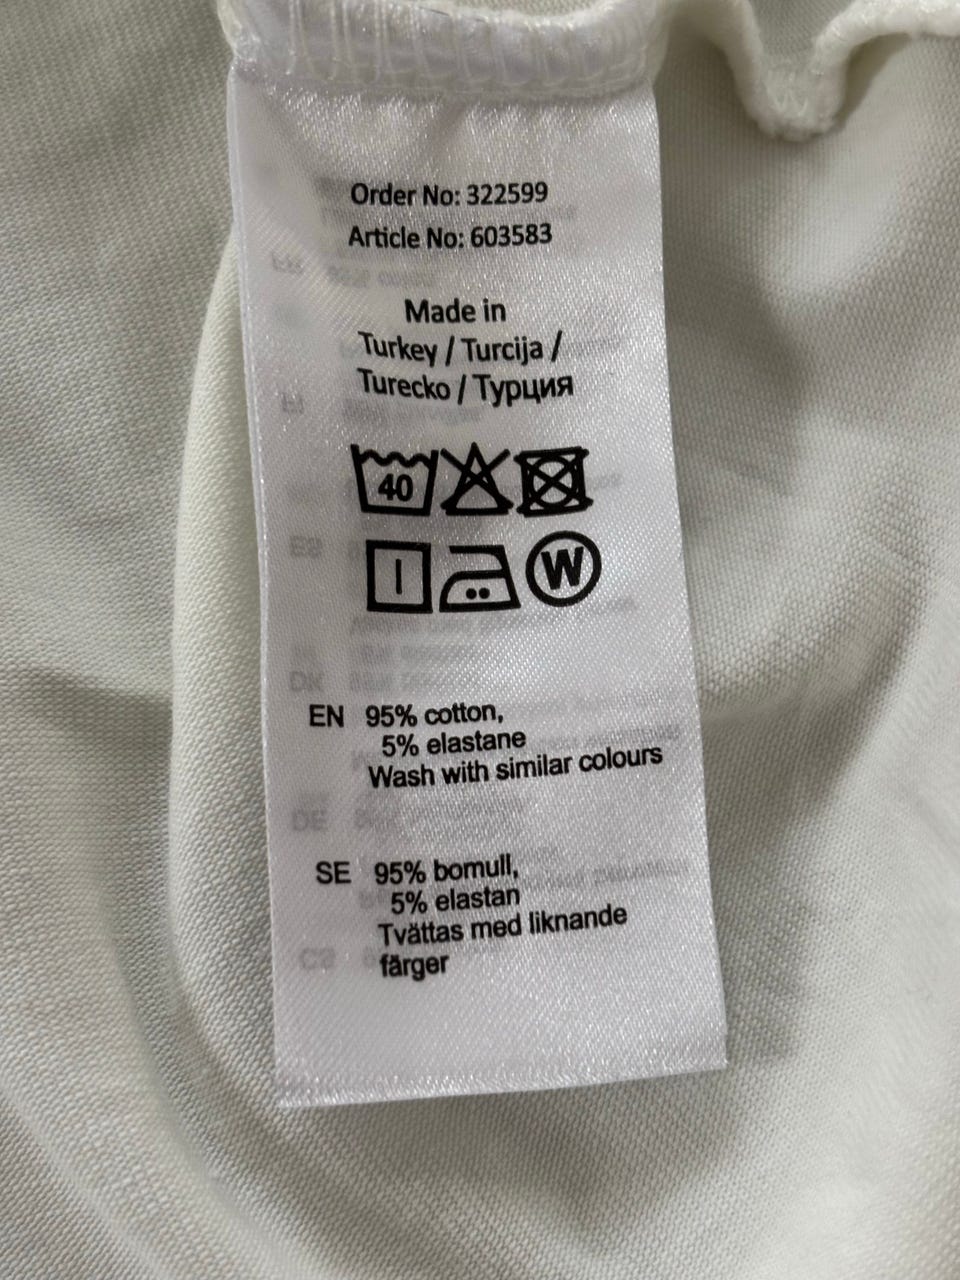 Order No: 322599
Article No: 603583
Made in
Turkey / Turcija /
Turecko / Турция
40
W
EN 95% cotton,
5% elastane
Wash with similar colours
SE 95% bomull,
5% elastan
Tvättas med liknande
färger